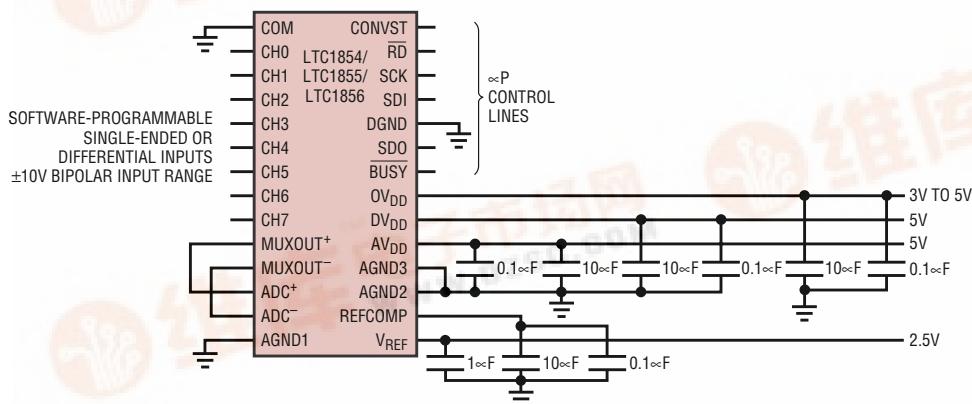 COM
CH0
CH1
CH2
CH3
CH4
CH5
CH6
CH7
MUXOUT+
MUXOUT−
ADC+
ADC−
AGND1
LTC1854/
LTC1855/
LTC1856
CONVST
RD
SCK
SDI
DGND
SDO
BUSY
OVDD
DVDD
AVDD
AGND3
AGND2
REFCOMP
VREF
SOFTWARE-PROGRAMMABLE
SINGLE-ENDED OR
DIFFERENTIAL INPUTS
±10V BIPOLAR INPUT RANGE
∝P
CONTROL
LINES
3V TO 5V
5V
5V
0.1∝F
10∝F
10∝F
0.1∝F
10∝F
0.1∝F
2.5V
1∝F
10∝F
0.1∝F
维库